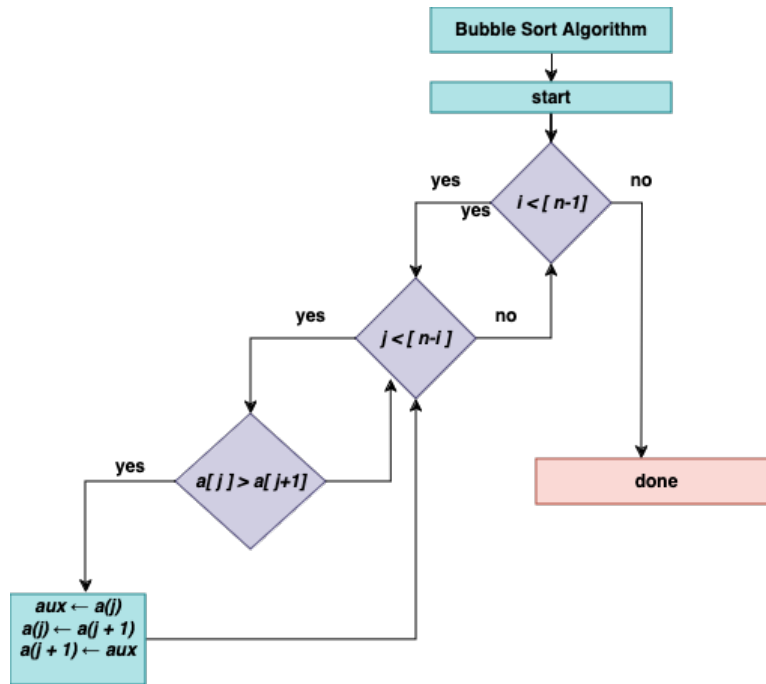 Bubble Sort Algorithm
start
yes
no
yes
i < [ n-1]
yes
no
j < [ n-i ]
yes
a[ j ] > a[ j+1]
done
aux ← a(j)
a(j) ← a(j + 1)
a(j + 1) ← aux